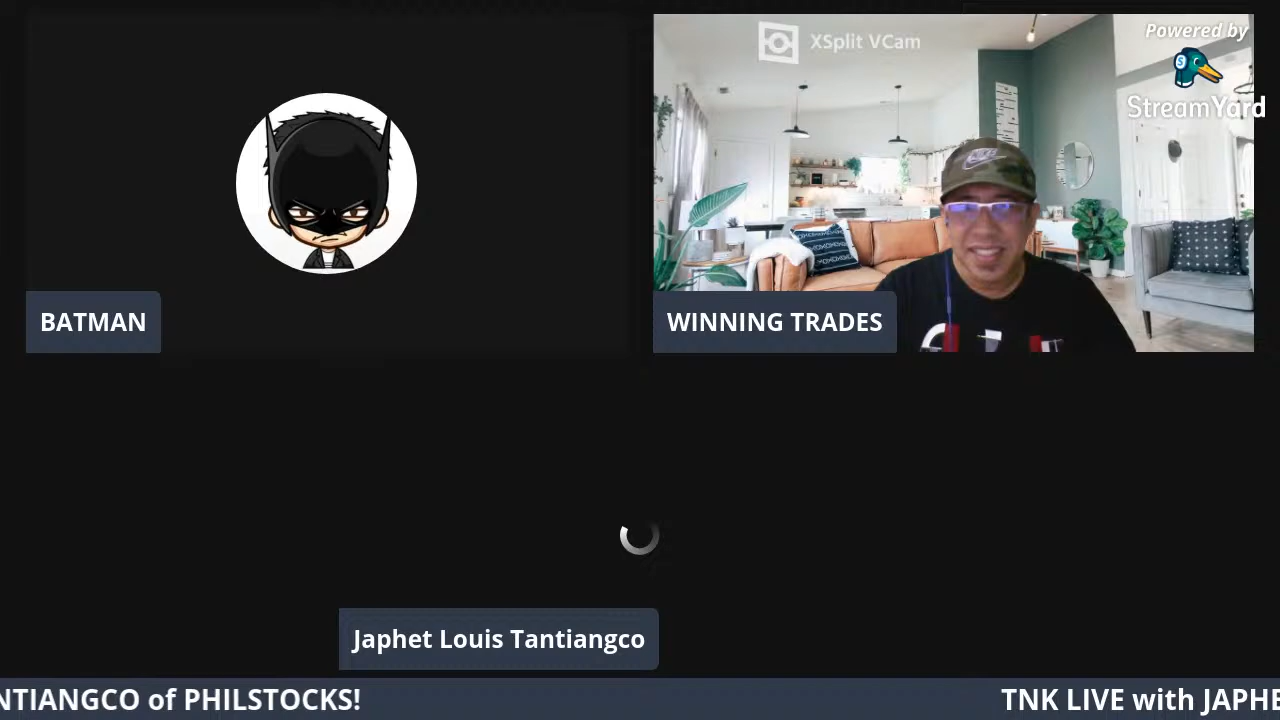 XSplit VCam
Powered by
StreamYard
BATMAN
WINNING TRADES
Japhet Louis Tantiangco
NTIANGCO of PHILSTOCKS!
TNK LIVE with JAPHE